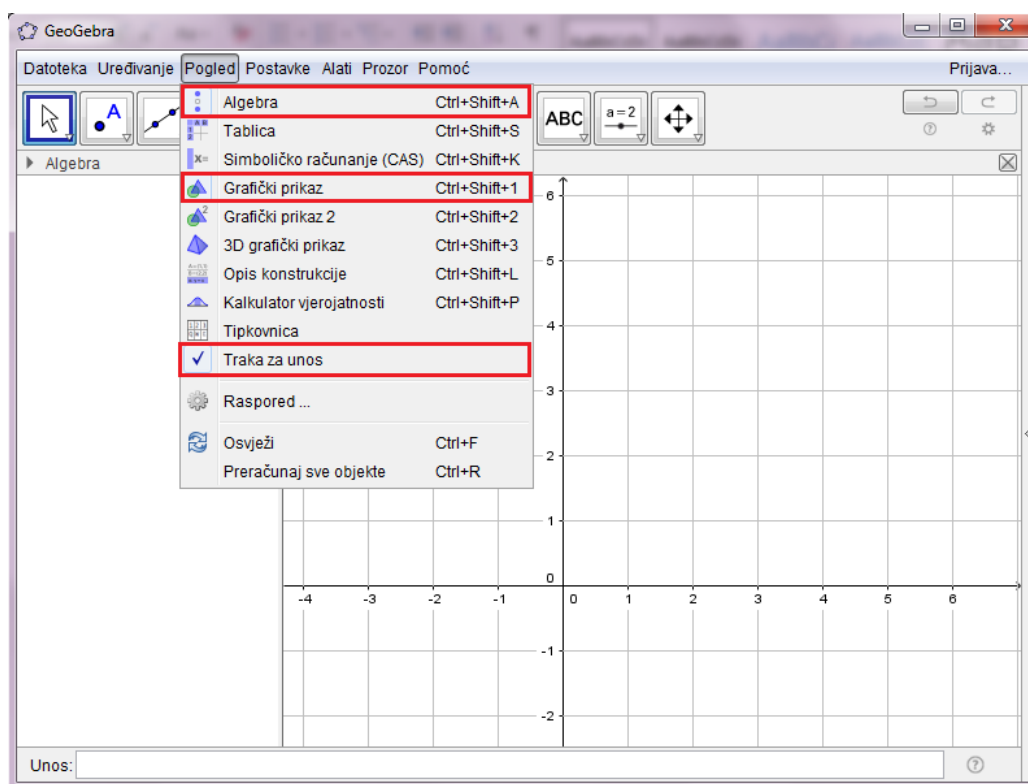 GeoGebra
Datoteka Uređivanje Pogled Postavke Alati Prozor Pomoć Prijava...
A ABC a=2
Algebra
Algebra Ctrl+Shift+A
Tablica Ctrl+Shift+S
X= Simboličko računanje (CAS) Ctrl+Shift+K
Grafički prikaz Ctrl+Shift+1
2 Grafički prikaz 2 Ctrl+Shift+2
3D grafički prikaz Ctrl+Shift+3
Opis konstrukcije Ctrl+Shift+L
Kalkulator vjerojatnosti Ctrl+Shift+P
Tipkovnica
Traka za unos
Raspored ...
Osvježi Ctrl+F
Preračunaj sve objekte Ctrl+R
6
5
4
3
2
1
0
-4 -3 -2 -1 0 1 2 3 4 5 6
-1
-2
Unos: